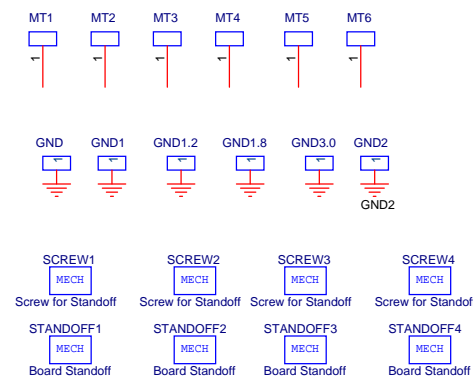 MT1 MT2 MT3 MT4 MT5 MT6
1 1 1 1 1 1
GND GND1 GND1.2 GND1.8 GND3.0 GND2
1 1 1 1 1 1
GND2
SCREW1 SCREW2 SCREW3 SCREW4
MECH MECH MECH MECH
Screw for Standoff Screw for Standoff Screw for Standoff Screw for Standoff
STANDOFF1 STANDOFF2 STANDOFF3 STANDOFF4
MECH MECH MECH MECH
Board Standoff Board Standoff Board Standoff Board Standoff